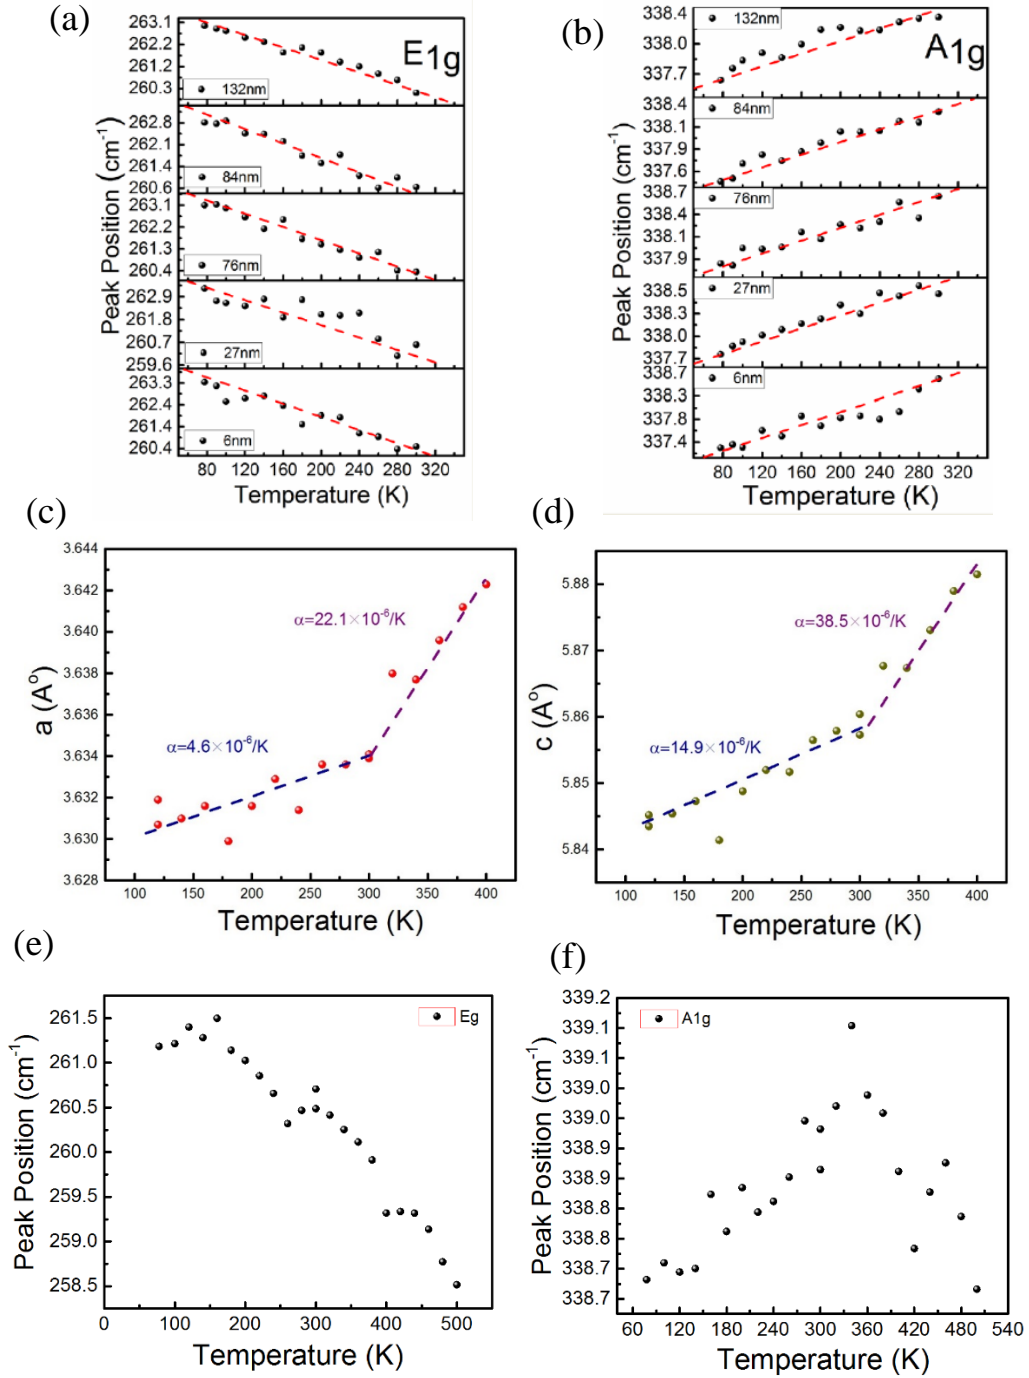 (a)
263.1
262.2
261.2
260.3
E1g
132nm
262.8
261.4
260.6
84nm
263.1
262.2
261.3
260.4
76nm
262.9
261.8
260.7
259.6
27nm
263.3
262.4
261.4
260.4
6nm
Peak Position (cm-1)
80 120 160 200 240 280 320
Temperature (K)
(b)
338.4
338.0
337.7
132nm
A1g
338.4
338.1
337.6
84nm
338.7
338.4
338.1
337.9
76nm
338.5
338.0
337.7
27nm
338.7
338.3
337.8
337.4
6nm
Peak Position (cm-1)
80 120 160 200 240 280 320
Temperature (K)
(c)
3.644
3.642
3.640
3.638
3.636
3.634
3.632
3.630
3.628
a (Ao)
α=22.1×10-6/K
α=4.6×10-6/K
100 150 200 250 300 350 400
Temperature (K)
(d)
5.88
5.87
5.86
5.85
5.84
c (Ao)
α=38.5×10-6/K
α=14.9×10-6/K
100 150 200 250 300 350 400
Temperature (K)
(e)
261.5
261.0
260.5
260.0
259.5
259.0
258.5
Peak Position (cm-1)
Eg
0 100 200 300 400 500
Temperature (K)
(f)
339.2
339.1
339.1
339.0
339.0
338.9
338.9
338.8
338.8
338.7
338.7
Peak Position (cm-1)
A1g
60 120 180 240 300 360 420 480 540
Temperature (K)